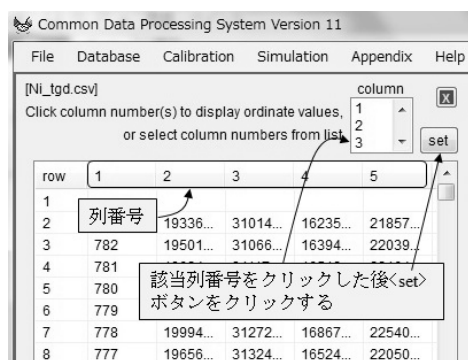 Common Data Processing System Version 11
File Database Calibration Simulation Appendix Help
[Ni_tgd.csv] column
Click column number(s) to display ordinate values,
or select column numbers from list
1
2
3
X
set
row 1 2 3 4 5
1
2 19336... 31014... 16235... 21857...
列番号
3 782 19501... 31066... 16394... 22039...
4 781
5 780
6 779
該当列番号をクリックした後<set>
ボタンをクリックする
7 778 19994... 31272... 16867... 22540...
8 777 19656... 31324... 16524... 22050...